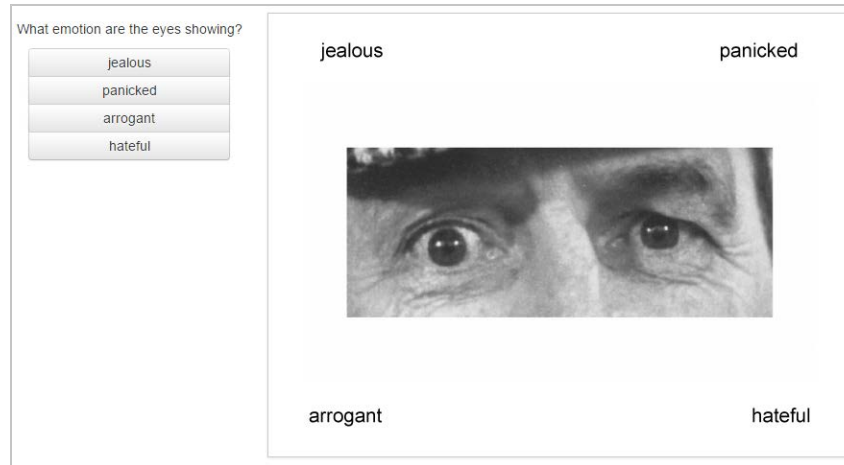 What emotion are the eyes showing?
jealous
panicked
arrogant
hateful
jealous
panicked
arrogant
hateful